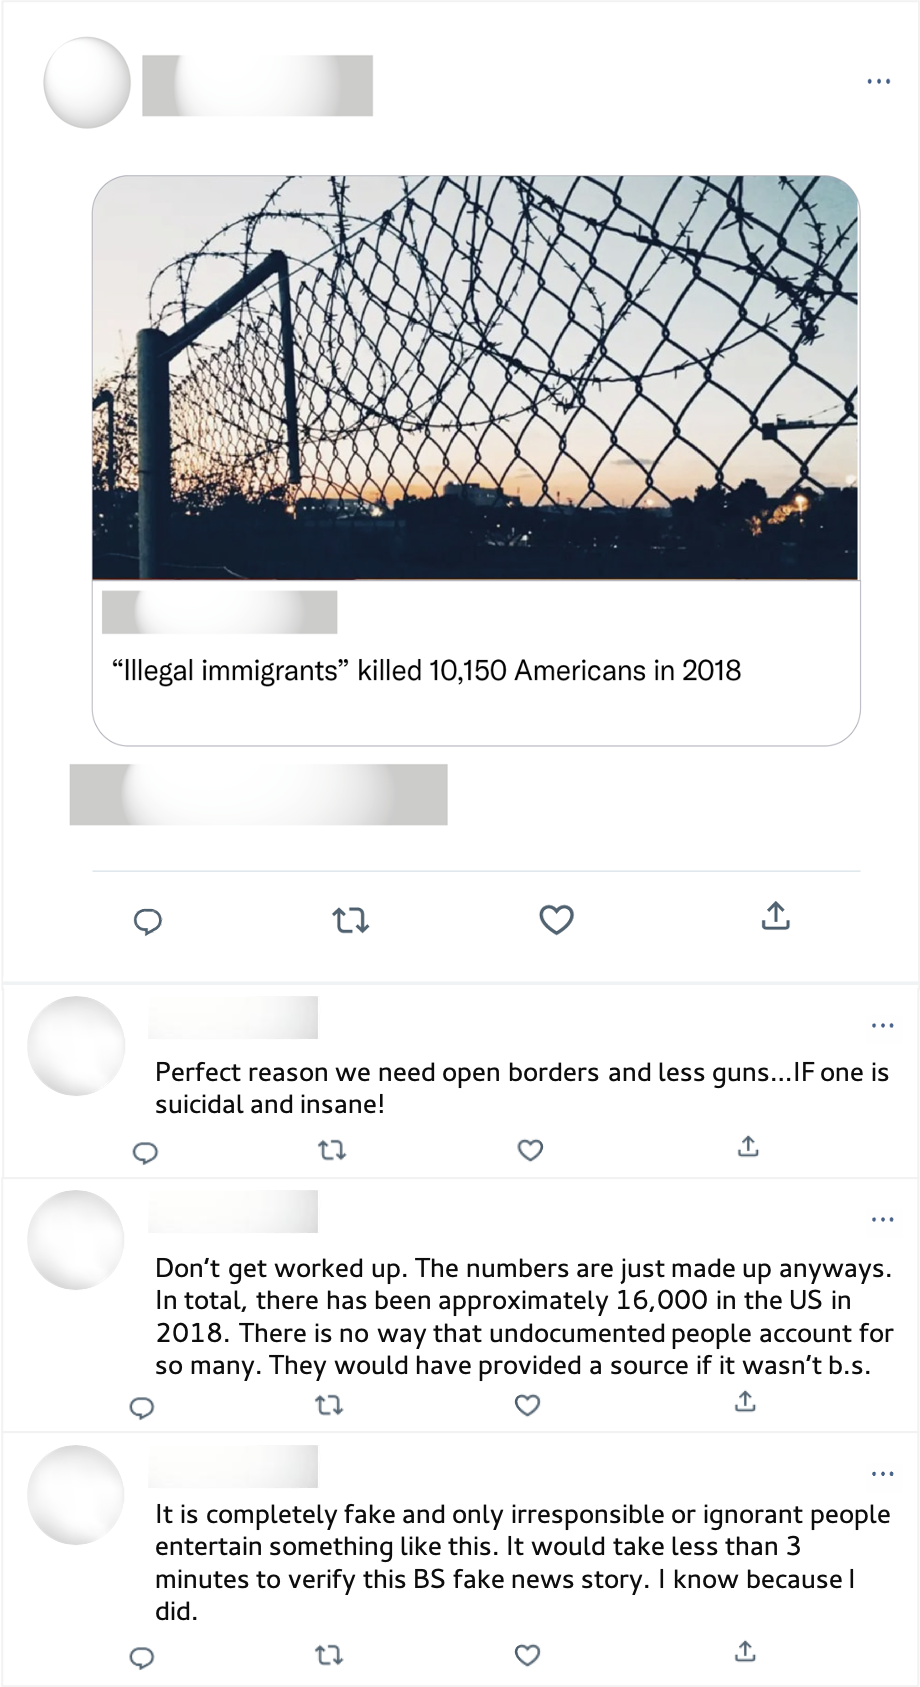 “Illegal immigrants” killed 10,150 Americans in 2018
Perfect reason we need open borders and less guns...IF one is
suicidal and insane!
Don’t get worked up. The numbers are just made up anyways.
In total, there has been approximately 16,000 in the US in
2018. There is no way that undocumented people account for
so many. They would have provided a source if it wasn’t b.s.
It is completely fake and only irresponsible or ignorant people
entertain something like this. It would take less than 3
minutes to verify this BS fake news story. I know because I
did.